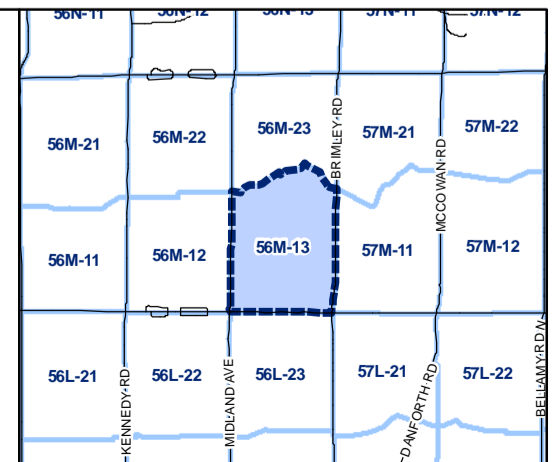 56N-11
56N-12
56N-13
57N-11
57N-12
56M-21
56M-22
56M-23
57M-21
57M-22
BRIMLEY RD
MCCOWAN RD
56M-11
56M-12
56M-13
57M-11
57M-12
56L-21
56L-22
56L-23
57L-21
57L-22
KENNEDY RD
MIDLAND AVE
DANFORTH RD
BELLAMY RD N